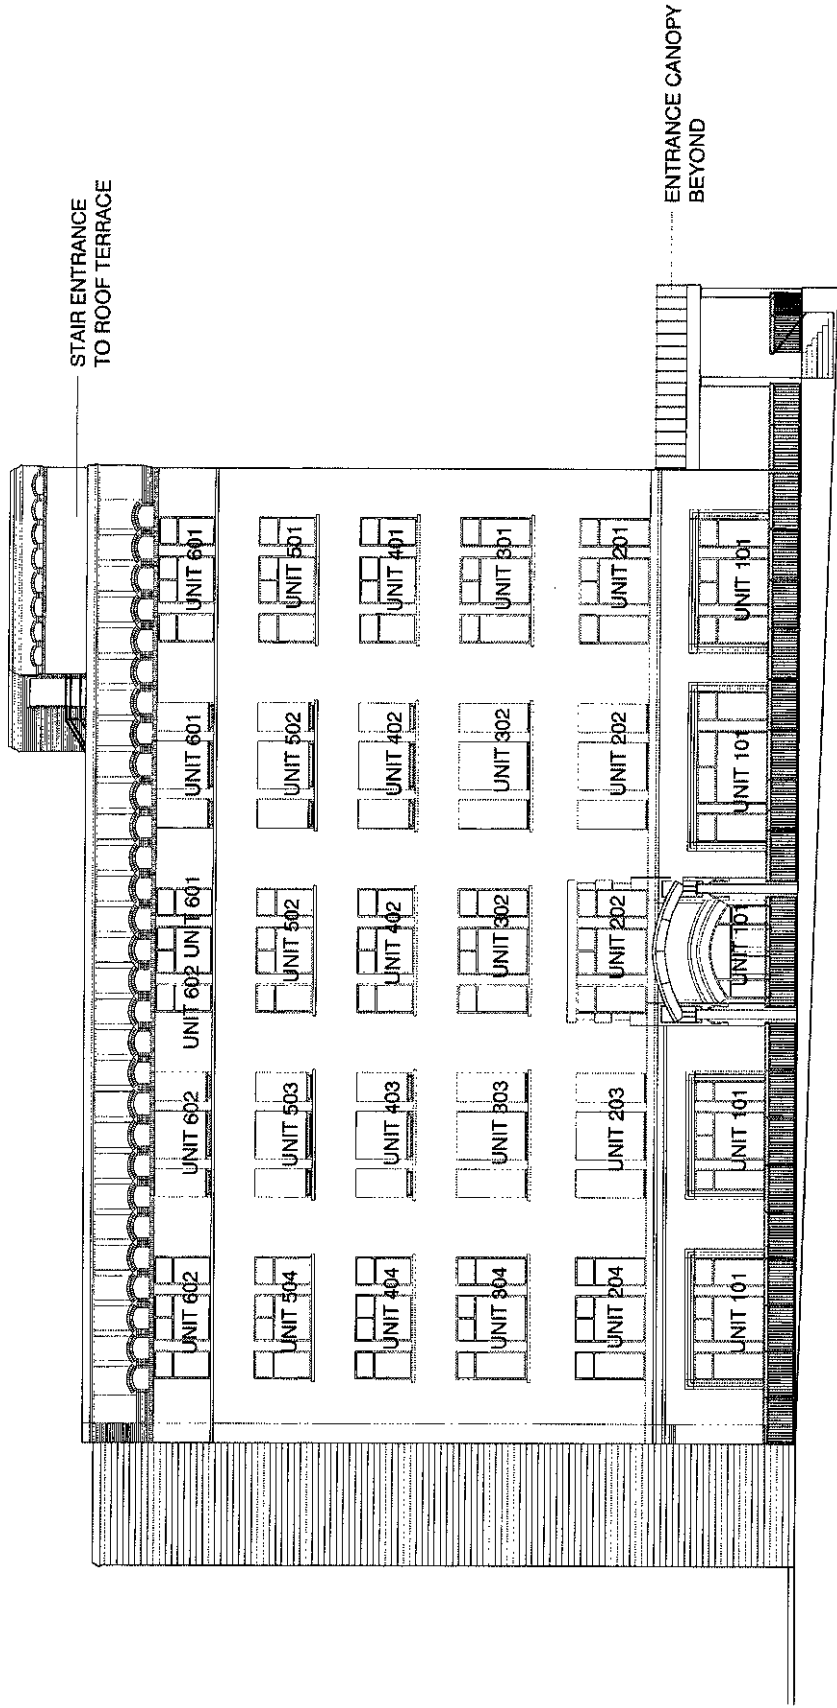 STAIR ENTRANCE
TO ROOF TERRACE
UNIT 602 UNIT 602 UNIT 602 UNIT 601 UNIT 601 UNIT 601
UNIT 504 UNIT 503 UNIT 502 UNIT 502 UNIT 501
UNIT 404 UNIT 403 UNIT 402 UNIT 402 UNIT 401
UNIT 304 UNIT 303 UNIT 302 UNIT 302 UNIT 301
UNIT 204 UNIT 203 UNIT 202 UNIT 202 UNIT 201
ENTRANCE CANOPY
BEYOND
UNIT 101 UNIT 101 UNIT 101 UNIT 101 UNIT 101